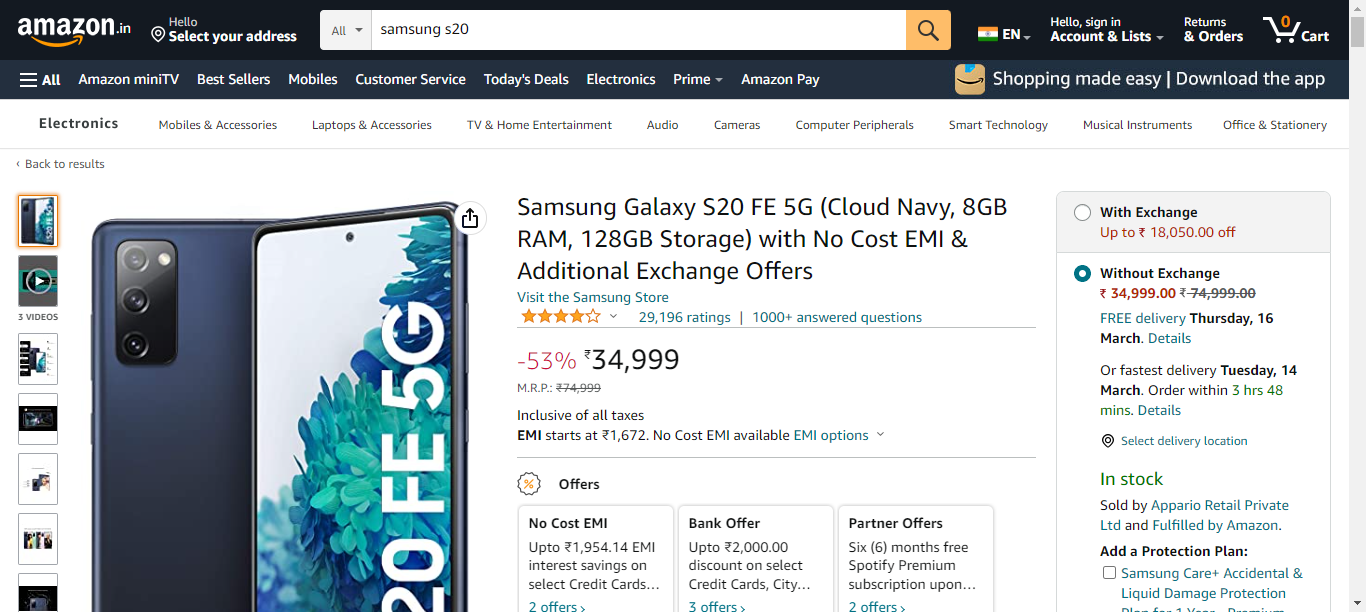 amazon.in
Hello
Select your address
All
samsung s20
EN
Hello, sign in
Account & Lists
Returns
& Orders
0
Cart
All
Amazon miniTV
Best Sellers
Mobiles
Customer Service
Today's Deals
Electronics
Prime
Amazon Pay
Shopping made easy | Download the app
Electronics
Mobiles & Accessories
Laptops & Accessories
TV & Home Entertainment
Audio
Cameras
Computer Peripherals
Smart Technology
Musical Instruments
Office & Stationery
‹ Back to results
3 VIDEOS
20 FE 5G
Samsung Galaxy S20 FE 5G (Cloud Navy, 8GB
RAM, 128GB Storage) with No Cost EMI &
Additional Exchange Offers
Visit the Samsung Store
29,196 ratings | 1000+ answered questions
-53% ₹34,999
M.R.P.: ₹74,999
Inclusive of all taxes
EMI starts at ₹1,672. No Cost EMI available EMI options
Offers
No Cost EMI
Upto ₹1,954.14 EMI
interest savings on
select Credit Cards…
2 offers ›
Bank Offer
Upto ₹2,000.00
discount on select
Credit Cards, City…
3 offers ›
Partner Offers
Six (6) months free
Spotify Premium
subscription upon…
2 offers ›
With Exchange
Up to ₹ 18,050.00 off
Without Exchange
₹ 34,999.00 ₹ 74,999.00
FREE delivery Thursday, 16
March. Details
Or fastest delivery Tuesday, 14
March. Order within 3 hrs 48
mins. Details
Select delivery location
In stock
Sold by Appario Retail Private
Ltd and Fulfilled by Amazon.
Add a Protection Plan:
Samsung Care+ Accidental &
Liquid Damage Protection
Plan for 1 Year - Premium